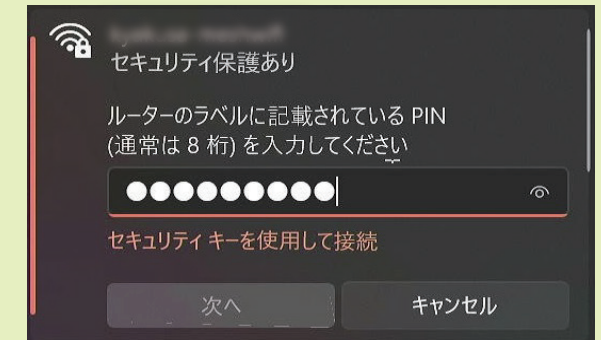 セキュリティ保護あり
ルーターのラベルに記載されている PIN
(通常は 8 桁) を入力してください
●●●●●●●●●
セキュリティ キーを使用して接続
次へ
キャンセル